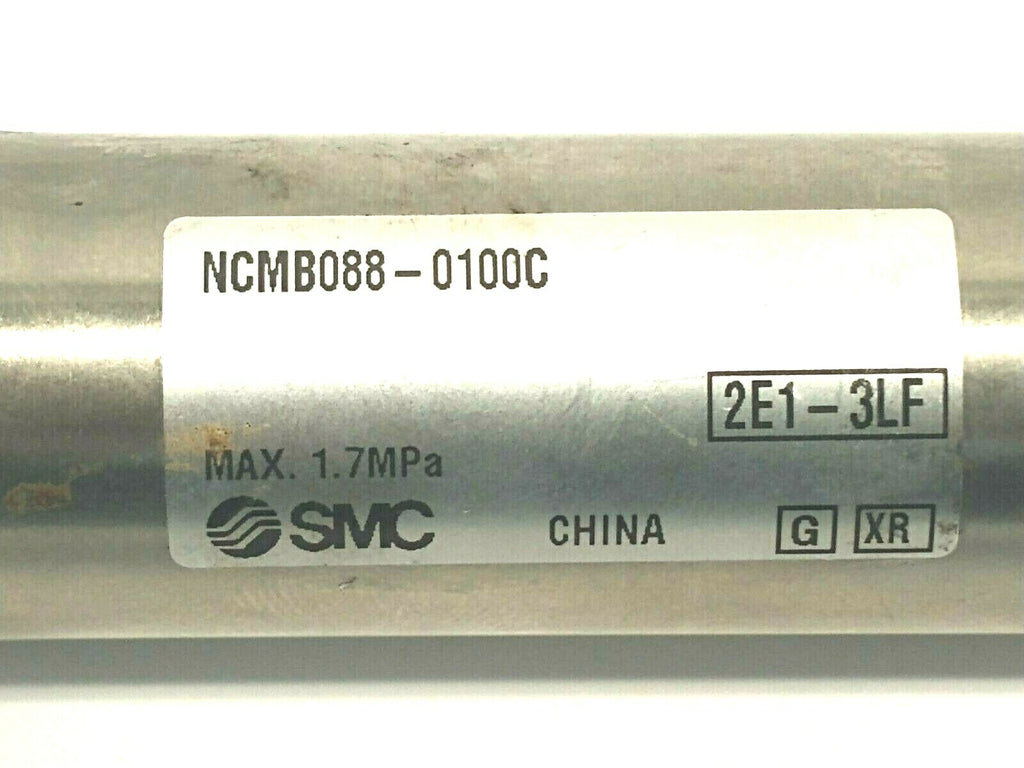 NCMB088-0100C
2E1-3LF
MAX. 1.7MPa
SMC CHINA G XR